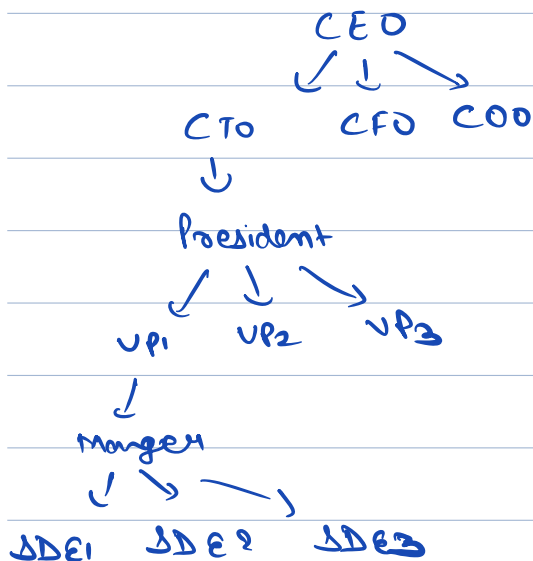 CEO
CTO CFO COO
President
VP1 VP2 VP3
Manger
SDE1 SDE2 SDE3